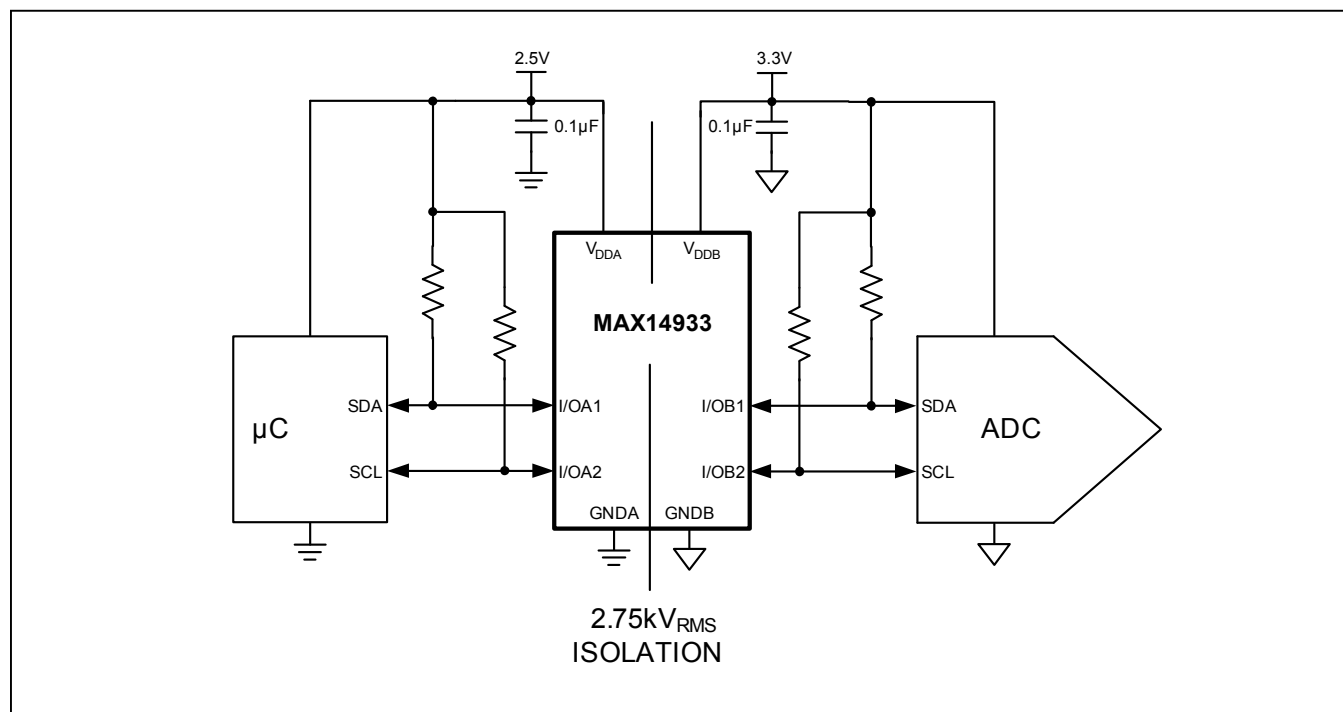 2.5V
3.3V
0.1µF
0.1µF
VDDA
VDDB
MAX14933
SDA
I/OA1
I/OB1
SDA
µC
ADC
SCL
I/OA2
I/OB2
SCL
GNDA
GNDB
2.75kVRMS
ISOLATION